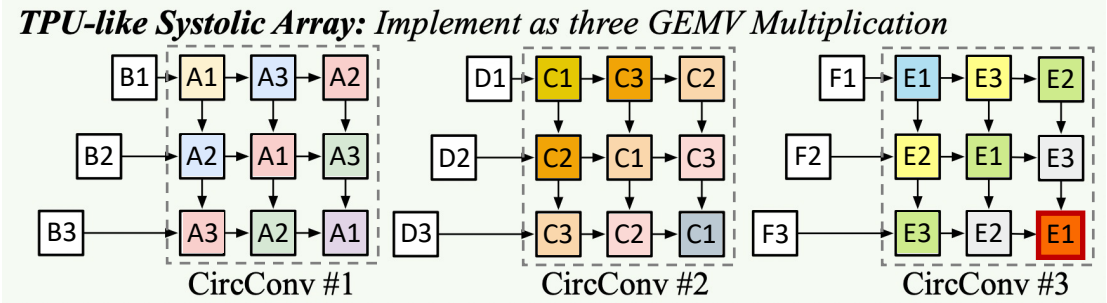 TPU-like Systolic Array: Implement as three GEMV Multiplication
B1 A1 A3 A2 D1 C1 C3 C2 F1 E1 E3 E2
B2 A2 A1 A3 D2 C2 C1 C3 F2 E2 E1 E3
B3 A3 A2 A1 D3 C3 C2 C1 F3 E3 E2 E1
CircConv #1 CircConv #2 CircConv #3